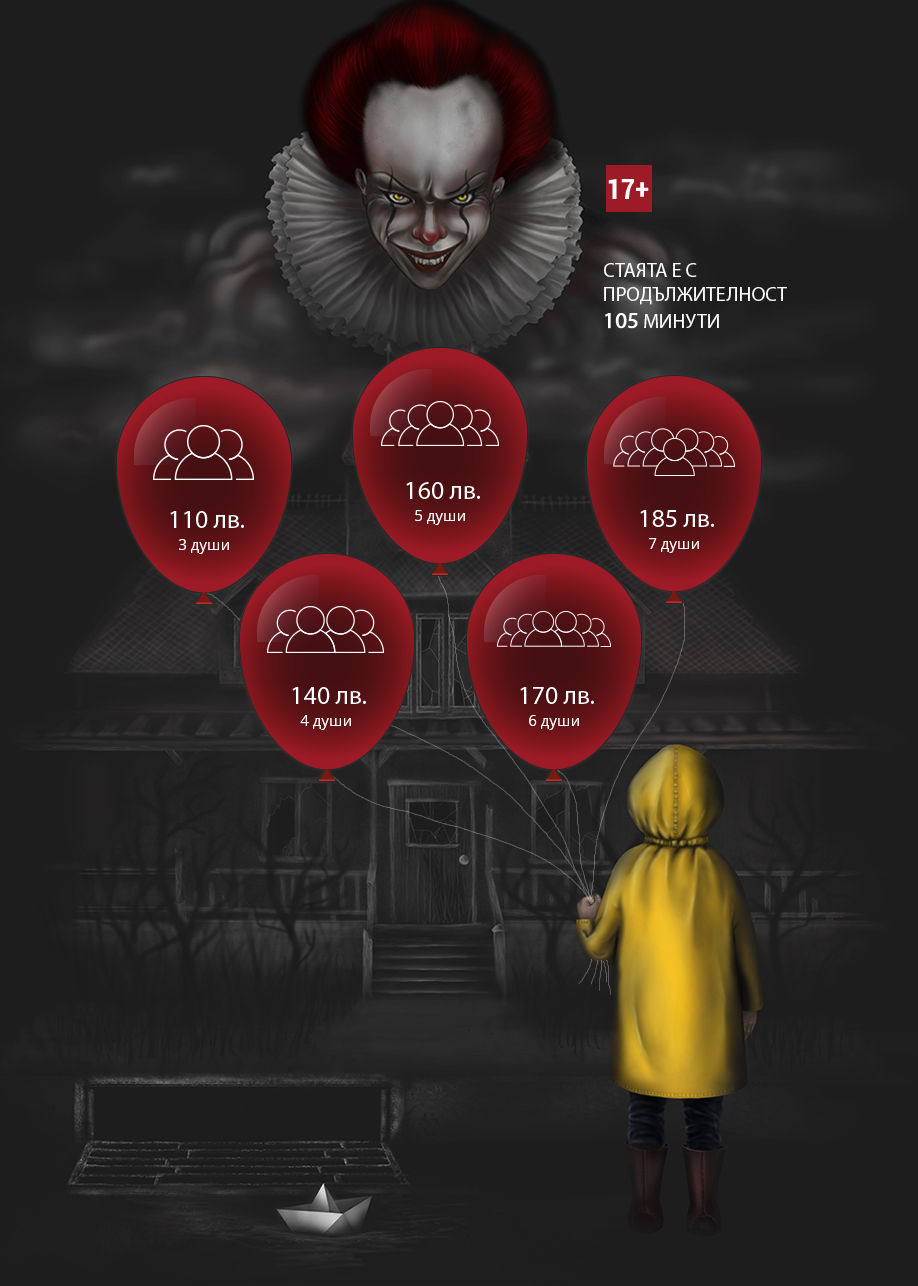 17+
СТАЯТА Е С
ПРОДЪЛЖИТЕЛНОСТ
105 МИНУТИ
110 лв.
3 души
160 лв.
5 души
185 лв.
7 души
140 лв.
4 души
170 лв.
6 души